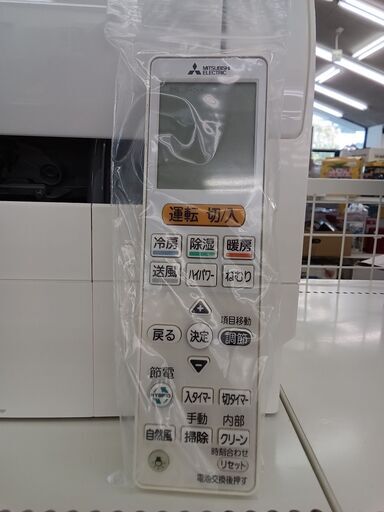 MITSUBISHI
ELECTRIC
運転 切/入
冷房 除湿 暖房
送風 ハイパワー ねむり
項目移動
戻る 決定 調節
節電
HYBRID 入タイマー 切タイマー
手動 内部
自然風 掃除 クリーン
時刻合わせ
リセット
電池交換後押す